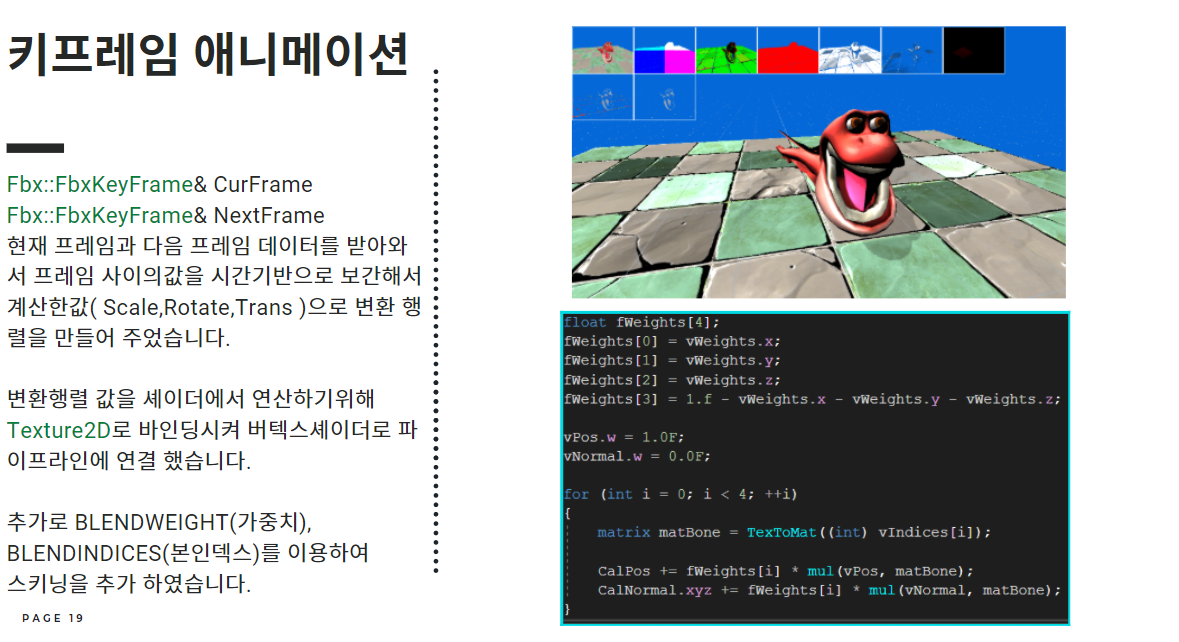 키프레임 애니메이션
Fbx::FbxKeyFrame& CurFrame
Fbx::FbxKeyFrame& NextFrame
현재 프레임과 다음 프레임 데이터를 받아와
서 프레임 사이의값을 시간기반으로 보간해서
계산한값( Scale,Rotate,Trans )으로 변환 행
렬을 만들어 주었습니다.
변환행렬 값을 셰이더에서 연산하기위해
Texture2D로 바인딩시켜 버텍스셰이더로 파
이프라인에 연결 했습니다.
추가로 BLENDWEIGHT(가중치),
BLENDINDICES(본인덱스)를 이용하여
스키닝을 추가 하였습니다.
PAGE 19
float fWeights[4];
fWeights[0] = vWeights.x;
fWeights[1] = vWeights.y;
fWeights[2] = vWeights.z;
fWeights[3] = 1.f - vWeights.x - vWeights.y - vWeights.z;
vPos.w = 1.0F;
vNormal.w = 0.0F;
for (int i = 0; i < 4; ++i)
{
matrix matBone = TexToMat((int) vIndices[i]);
CalPos += fWeights[i] * mul(vPos, matBone);
CalNormal.xyz += fWeights[i] * mul(vNormal, matBone);
}